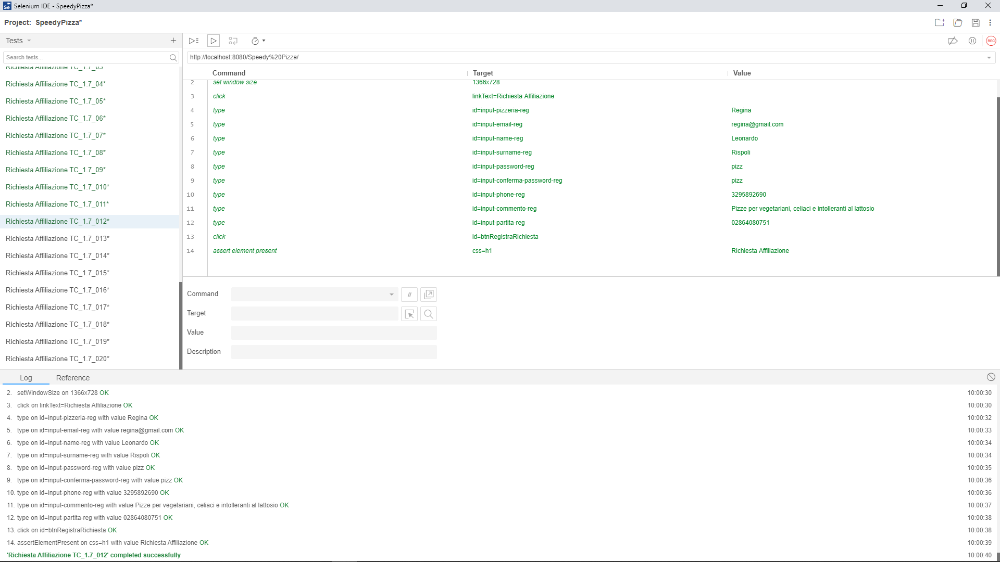 Selenium IDE - SpeedyPizza*
Project: SpeedyPizza*
Tests
Search tests...
http://localhost:8080/Speedy%20Pizza/
REC
Richiesta Affiliazione TC_1.7_03
Richiesta Affiliazione TC_1.7_04*
Richiesta Affiliazione TC_1.7_05*
Richiesta Affiliazione TC_1.7_06*
Richiesta Affiliazione TC_1.7_07*
Richiesta Affiliazione TC_1.7_08*
Richiesta Affiliazione TC_1.7_09*
Richiesta Affiliazione TC_1.7_010*
Richiesta Affiliazione TC_1.7_011*
Richiesta Affiliazione TC_1.7_012*
Richiesta Affiliazione TC_1.7_013*
Richiesta Affiliazione TC_1.7_014*
Richiesta Affiliazione TC_1.7_015*
Richiesta Affiliazione TC_1.7_016*
Richiesta Affiliazione TC_1.7_017*
Richiesta Affiliazione TC_1.7_018*
Richiesta Affiliazione TC_1.7_019*
Richiesta Affiliazione TC_1.7_020*
Command Target Value
2 set window size 1366x728
3 click linkText=Richiesta Affiliazione
4 type id=input-pizzeria-reg Regina
5 type id=input-email-reg regina@gmail.com
6 type id=input-name-reg Leonardo
7 type id=input-surname-reg Rispoli
8 type id=input-password-reg pizz
9 type id=input-conferma-password-reg pizz
10 type id=input-phone-reg 3295892690
11 type id=input-commento-reg Pizze per vegetariani, celiaci e intolleranti al lattosio
12 type id=input-partita-reg 02864080751
13 click id=btnRegistraRichiesta
14 assert element present css=h1 Richiesta Affiliazione
Command //
Target
Value
Description
Log Reference
2. setWindowSize on 1366x728 OK 10:00:30
3. click on linkText=Richiesta Affiliazione OK 10:00:30
4. type on id=input-pizzeria-reg with value Regina OK 10:00:32
5. type on id=input-email-reg with value regina@gmail.com OK 10:00:33
6. type on id=input-name-reg with value Leonardo OK 10:00:34
7. type on id=input-surname-reg with value Rispoli OK 10:00:34
8. type on id=input-password-reg with value pizz OK 10:00:35
9. type on id=input-conferma-password-reg with value pizz OK 10:00:36
10. type on id=input-phone-reg with value 3295892690 OK 10:00:36
11. type on id=input-commento-reg with value Pizze per vegetariani, celiaci e intolleranti al lattosio OK 10:00:37
12. type on id=input-partita-reg with value 02864080751 OK 10:00:38
13. click on id=btnRegistraRichiesta OK 10:00:38
14. assertElementPresent on css=h1 with value Richiesta Affiliazione OK 10:00:39
'Richiesta Affiliazione TC_1.7_012' completed successfully 10:00:40